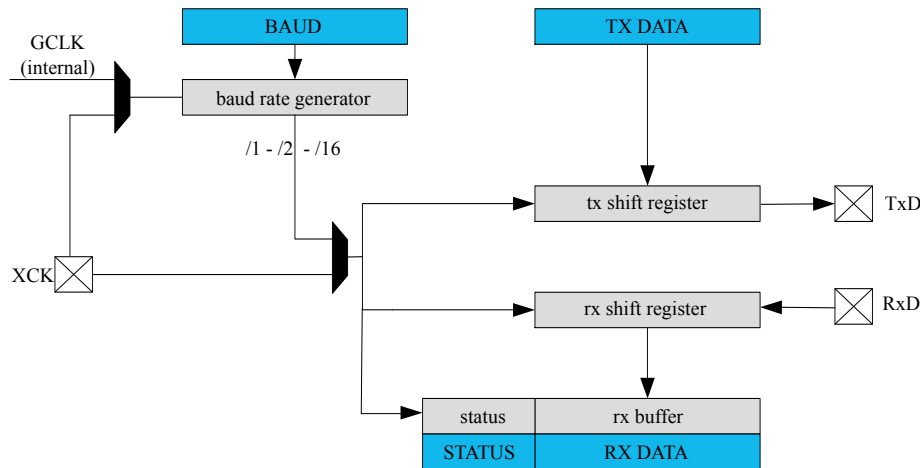 BAUD
TX DATA
GCLK
(internal)
baud rate generator
/1 - /2 - /16
tx shift register
TxD
XCK
rx shift register
RxD
status
rx buffer
STATUS
RX DATA